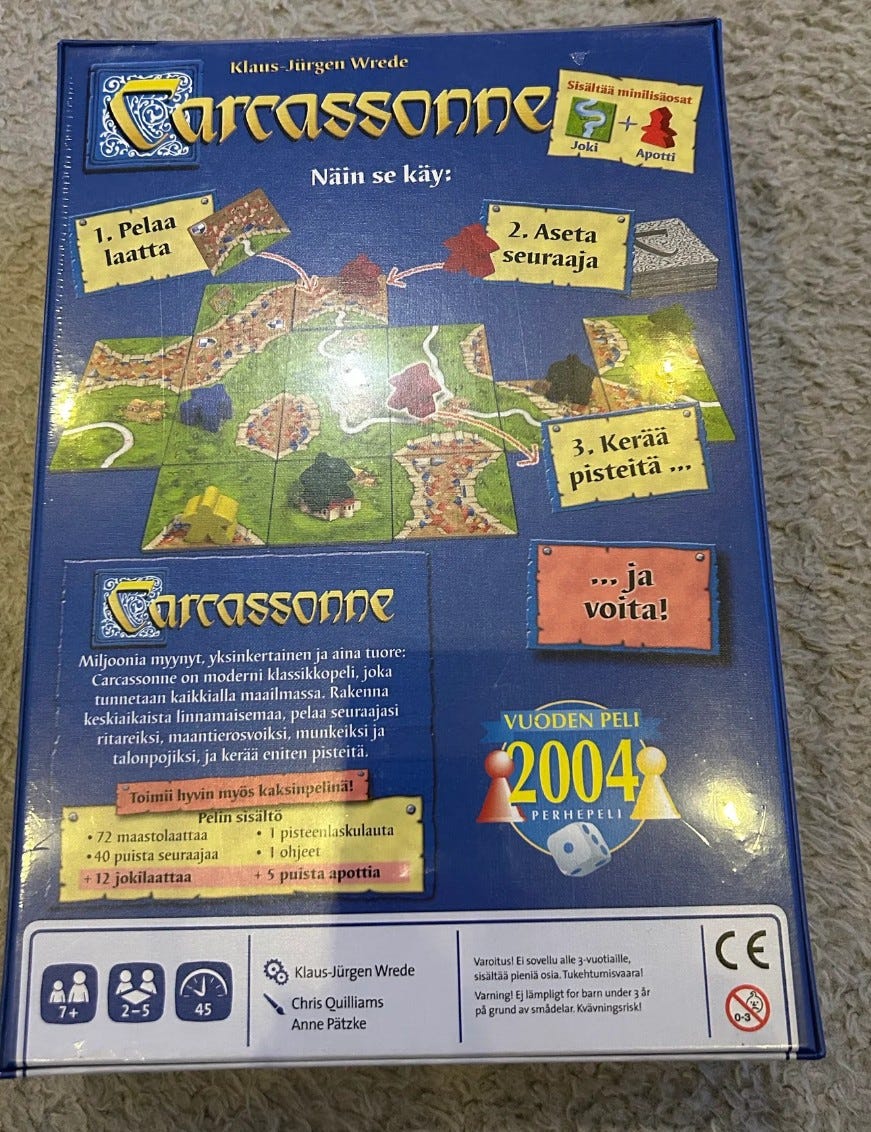 Klaus-Jürgen Wrede
Carcassonne
Sisältää minilisäosat
Joki
+
Apotti
Näin se käy:
1. Pelaa
laatta
2. Aseta
seuraaja
3. Kerää
pisteitä ...
... ja
voita!
Carcassonne
Miljoonia myynyt, yksinkertainen ja aina tuore:
Carcassonne on moderni klassikkopeli, joka
tunnetaan kaikkialla maailmassa. Rakenna
keskiaikaista linnamaisemaa, pelaa seuraajasi
ritareiksi, maantierosvoiksi, munkeiksi ja
talonpojiksi, ja kerää eniten pisteitä.
Toimii hyvin myös kaksinpelinä!
Pelin sisältö
• 72 maastolaattaa
• 1 pisteenlaskulauta
• 40 puista seuraajaa
• 1 ohjeet
+ 12 jokilaattaa
+ 5 puista apottia
VUODEN PELI
2004
PERHEPELI
7+
2–5
45
Klaus-Jürgen Wrede
Chris Quilliams
Anne Pätzke
Varoitus! Ei sovellu alle 3-vuotiaille,
sisältää pieniä osia. Tukehtumisvaara!
Varning! Ej lämpligt for barn under 3 år
på grund av smådelar. Kvävningsrisk!
CE
0-3